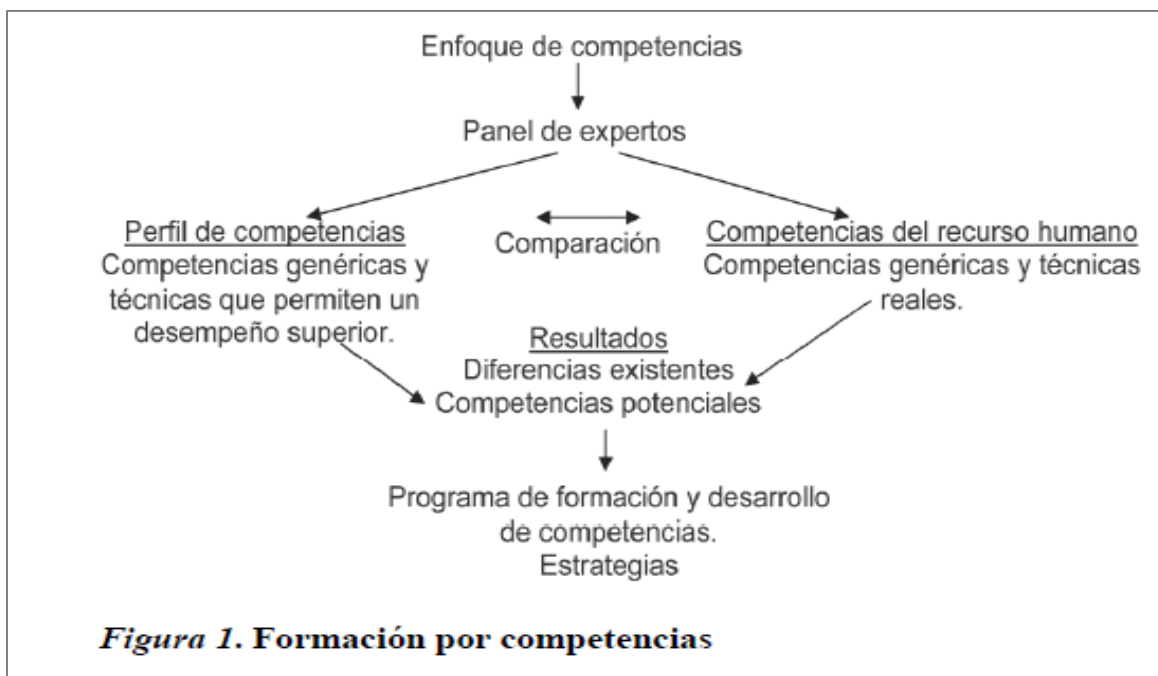 Enfoque de competencias
Panel de expertos
Perfil de competencias
Competencias genéricas y
técnicas que permiten un
desempeño superior.
Comparación
Competencias del recurso humano
Competencias genéricas y técnicas
reales.
Resultados
Diferencias existentes
Competencias potenciales
Programa de formación y desarrollo
de competencias.
Estrategias
Figura 1. Formación por competencias